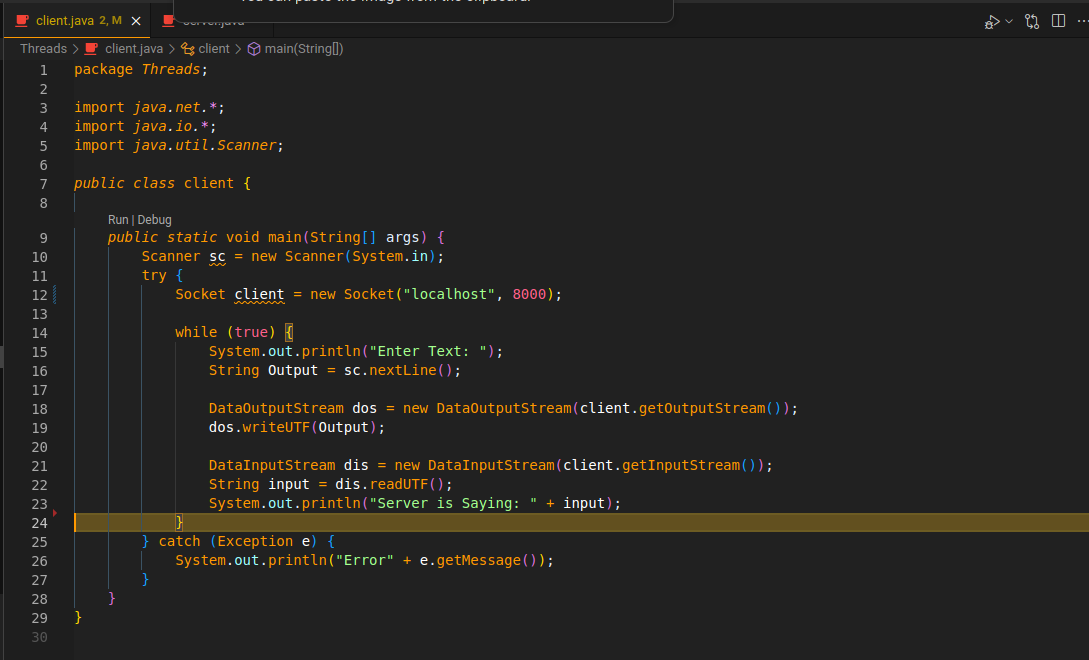 You can paste the image from the clipboard.
client.java 2, M
server.java
Threads > client.java > client > main(String[])
1 package Threads;
2
3 import java.net.*;
4 import java.io.*;
5 import java.util.Scanner;
6
7 public class client {
8
Run | Debug
9 public static void main(String[] args) {
10 Scanner sc = new Scanner(System.in);
11 try {
12 Socket client = new Socket("localhost", 8000);
13
14 while (true) {
15 System.out.println("Enter Text: ");
16 String Output = sc.nextLine();
17
18 DataOutputStream dos = new DataOutputStream(client.getOutputStream());
19 dos.writeUTF(Output);
20
21 DataInputStream dis = new DataInputStream(client.getInputStream());
22 String input = dis.readUTF();
23 System.out.println("Server is Saying: " + input);
24 }
25 } catch (Exception e) {
26 System.out.println("Error" + e.getMessage());
27 }
28 }
29 }
30